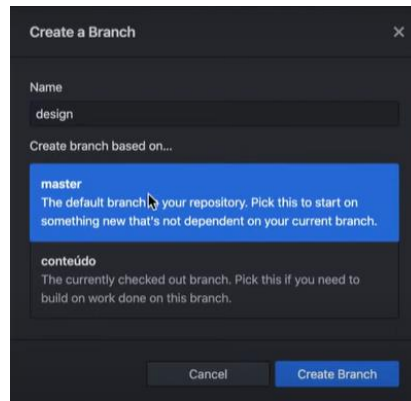 Create a Branch
Name
design
Create branch based on...
master
The default branch in your repository. Pick this to start on
something new that's not dependent on your current branch.
conteúdo
The currently checked out branch. Pick this if you need to
build on work done on this branch.
Cancel Create Branch